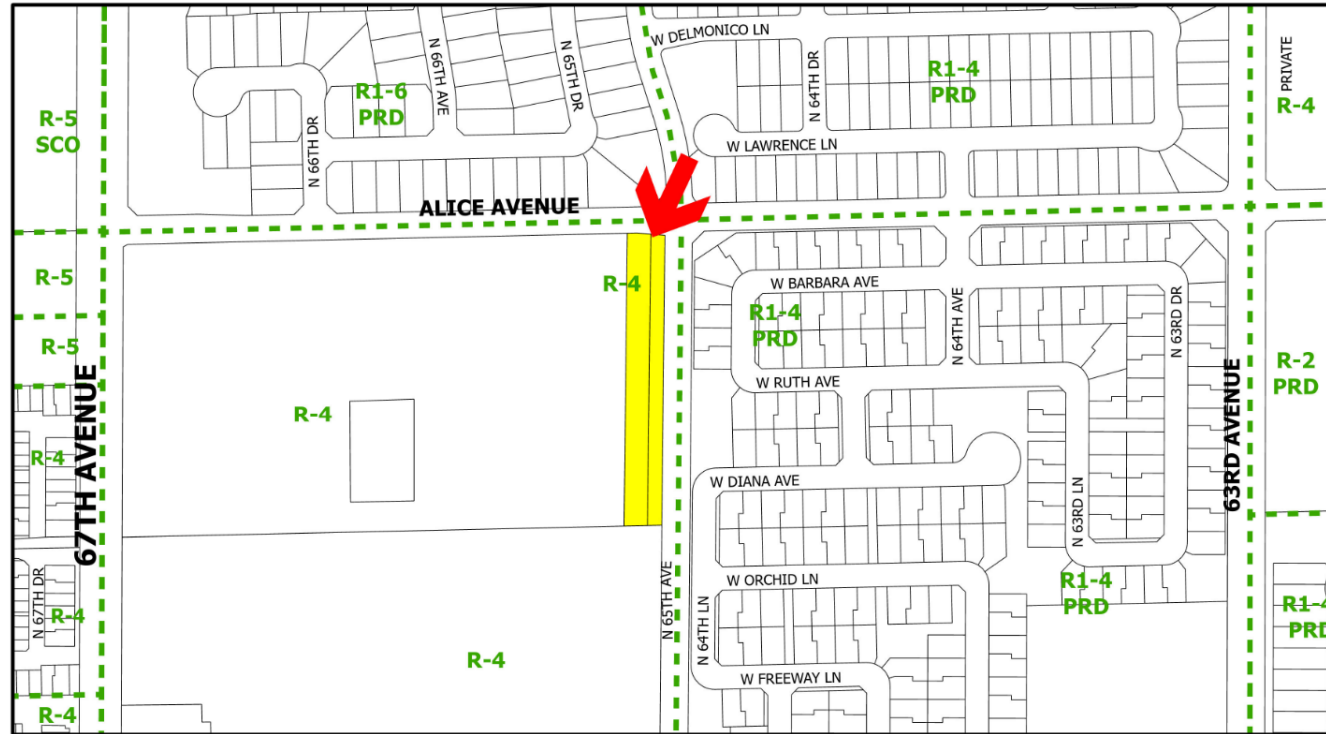 W DELMONICO LN
N 66TH AVE
N 65TH DR
N 64TH DR
PRIVATE
R1-6
PRD
R1-4
PRD
R-4
R-5
SCO
N 66TH DR
W LAWRENCE LN
ALICE AVENUE
R-5
R-4
W BARBARA AVE
R1-4
PRD
N 64TH AVE
N 63RD DR
R-5
W RUTH AVE
R-2
PRD
67TH AVENUE
63RD AVENUE
R-4
R-4
W DIANA AVE
N 63RD LN
N 67TH DR
R-4
N 65TH AVE
N 64TH LN
W ORCHID LN
R1-4
PRD
R1-4
PRD
R-4
W FREEWAY LN
R-4